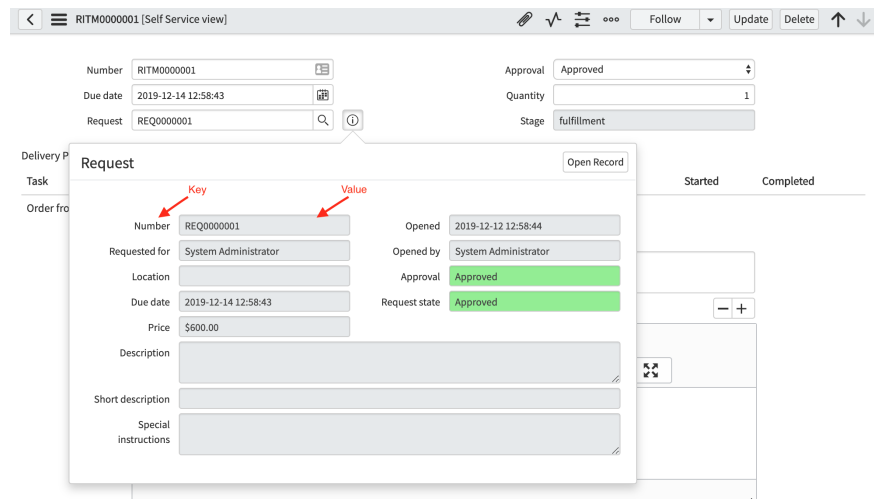 RITM0000001 [Self Service view]
Follow
Update
Delete
Number RITM0000001
Approval Approved
Due date 2019-12-14 12:58:43
Quantity 1
Request REQ0000001
Stage fulfillment
Delivery P
Request
Open Record
Task
Started
Completed
Key
Value
Order fro
Number REQ0000001
Opened 2019-12-12 12:58:44
Requested for System Administrator
Opened by System Administrator
Location
Approval Approved
Due date 2019-12-14 12:58:43
Request state Approved
Price $600.00
Description
Short description
Special
instructions